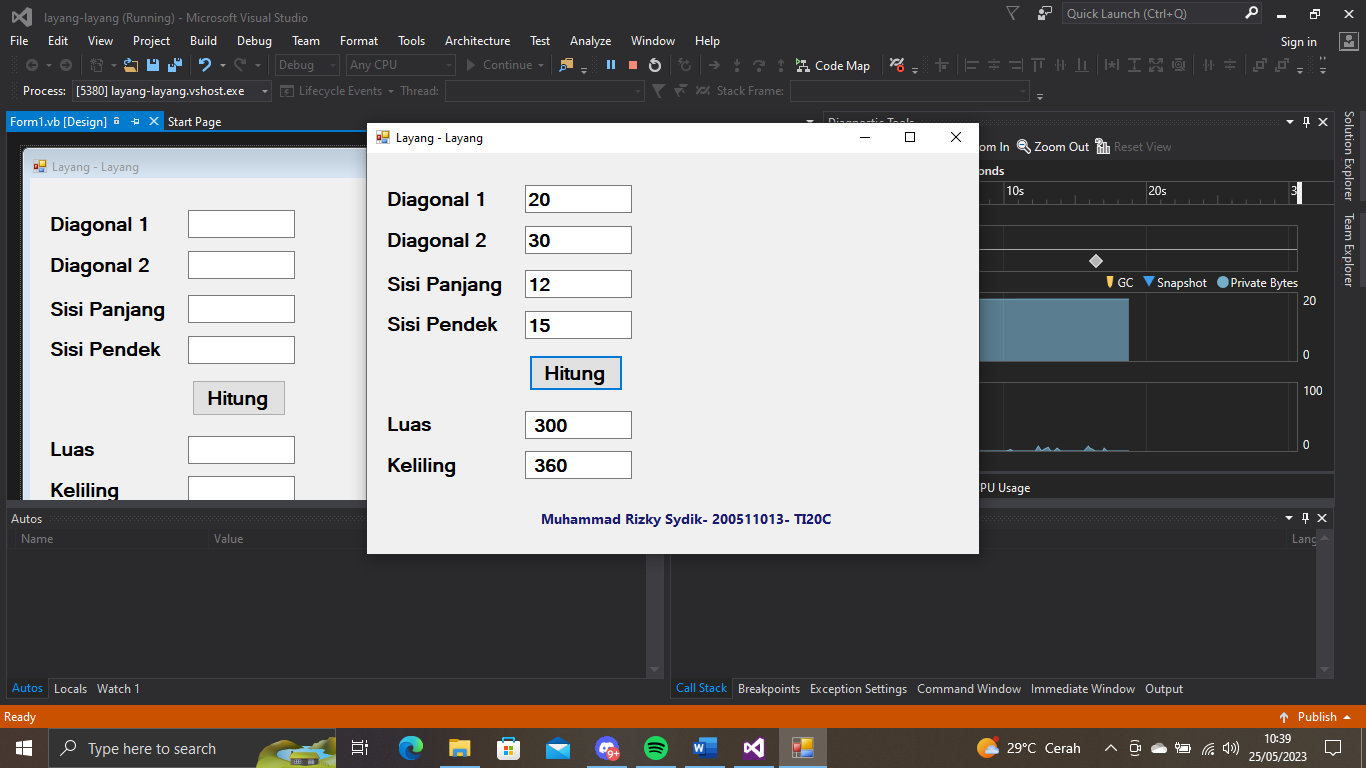 layang-layang (Running) - Microsoft Visual Studio
Quick Launch (Ctrl+Q)
File Edit View Project Build Debug Team Format Tools Architecture Test Analyze Window Help
Sign in
Debug Any CPU Continue Code Map
Process: [5380] layang-layang.vshost.exe Lifecycle Events Thread: Stack Frame:
Form1.vb [Design] Start Page
Diagnostic Tools
om In Zoom Out Reset View
onds
10s 20s 3
GC Snapshot Private Bytes
20
0
100
0
PU Usage
Solution Explorer
Team Explorer
Layang - Layang
Diagonal 1
Diagonal 2
Sisi Panjang
Sisi Pendek
Hitung
Luas
Keliling
Layang - Layang
Diagonal 1 20
Diagonal 2 30
Sisi Panjang 12
Sisi Pendek 15
Hitung
Luas 300
Keliling 360
Muhammad Rizky Sydik- 200511013- TI20C
Autos
Name Value
Lang
Autos Locals Watch 1
Call Stack Breakpoints Exception Settings Command Window Immediate Window Output
Ready
Publish
Type here to search
9+
29°C Cerah
10:39
25/05/2023